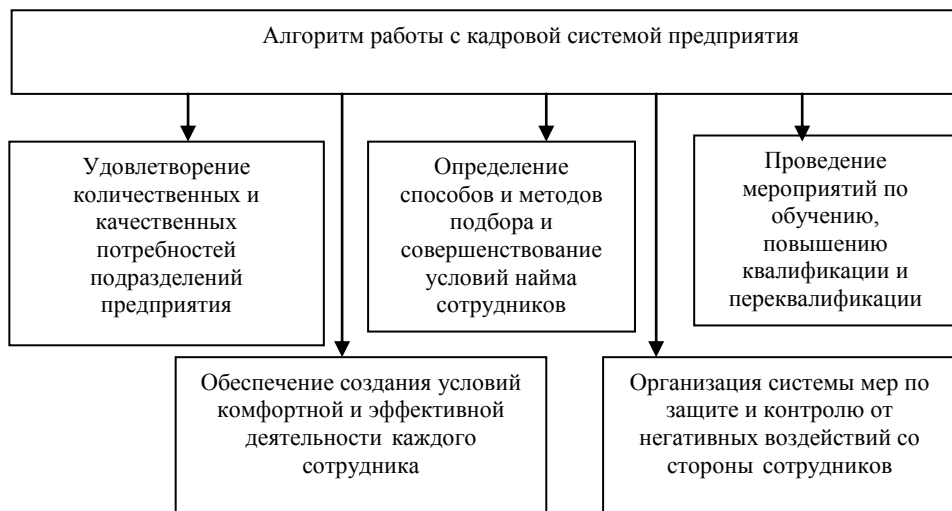 Алгоритм работы с кадровой системой предприятия
Удовлетворение
количественных и
качественных
потребностей
подразделений
предприятия
Определение
способов и методов
подбора и
совершенствование
условий найма
сотрудников
Проведение
мероприятий по
обучению,
повышению
квалификации и
переквалификации
Обеспечение создания условий
комфортной и эффективной
деятельности каждого
сотрудника
Организация системы мер по
защите и контролю от
негативных воздействий со
стороны сотрудников